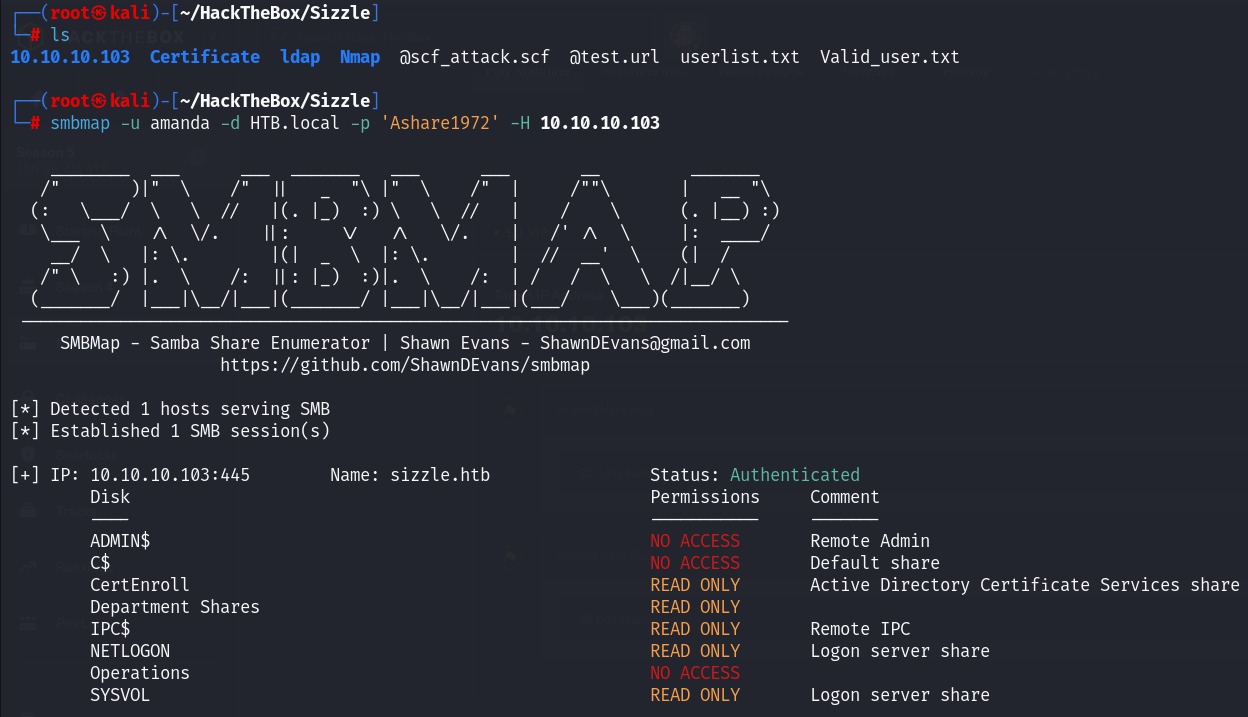 ┌──(root㉿kali)-[~/HackTheBox/Sizzle]
└─# ls
10.10.10.103  Certificate  ldap  Nmap  @scf_attack.scf  @test.url  userlist.txt  Valid_user.txt
┌──(root㉿kali)-[~/HackTheBox/Sizzle]
└─# smbmap -u amanda -d HTB.local -p 'Ashare1972' -H 10.10.10.103
SMBMAP
SMBMap - Samba Share Enumerator | Shawn Evans - ShawnDEvans@gmail.com
https://github.com/ShawnDEvans/smbmap
[*] Detected 1 hosts serving SMB
[*] Established 1 SMB session(s)
[+] IP: 10.10.10.103:445        Name: sizzle.htb                Status: Authenticated
Disk                                                    Permissions     Comment
----                                                    -----------     -------
ADMIN$                                                  NO ACCESS       Remote Admin
C$                                                      NO ACCESS       Default share
CertEnroll                                              READ ONLY       Active Directory Certificate Services share
Department Shares                                       READ ONLY
IPC$                                                    READ ONLY       Remote IPC
NETLOGON                                                READ ONLY       Logon server share
Operations                                              NO ACCESS
SYSVOL                                                  READ ONLY       Logon server share